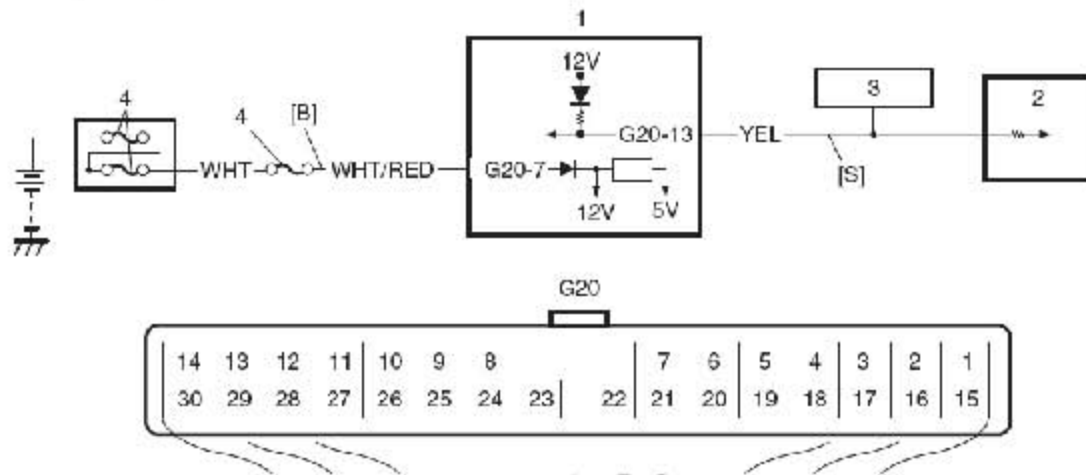 1
12V
4
4
[B]
G20-13
YEL
3
2
WHT
WHT/RED
G20-7
[S]
12V
5V
G20
14 13 12 11 10 9 8 7 6 5 4 3 2 1
30 29 28 27 26 25 24 23 22 21 20 19 18 17 16 15